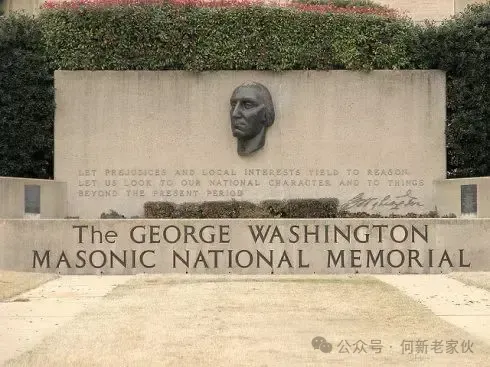 LET PREJUDICES AND LOCAL INTERESTS YIELD TO REASON
LET US LOOK TO OUR NATIONAL CHARACTER AND TO THINGS
BEYOND THE PRESENT PERIOD
The GEORGE WASHINGTON
MASONIC NATIONAL MEMORIAL
公众号·何新老家伙